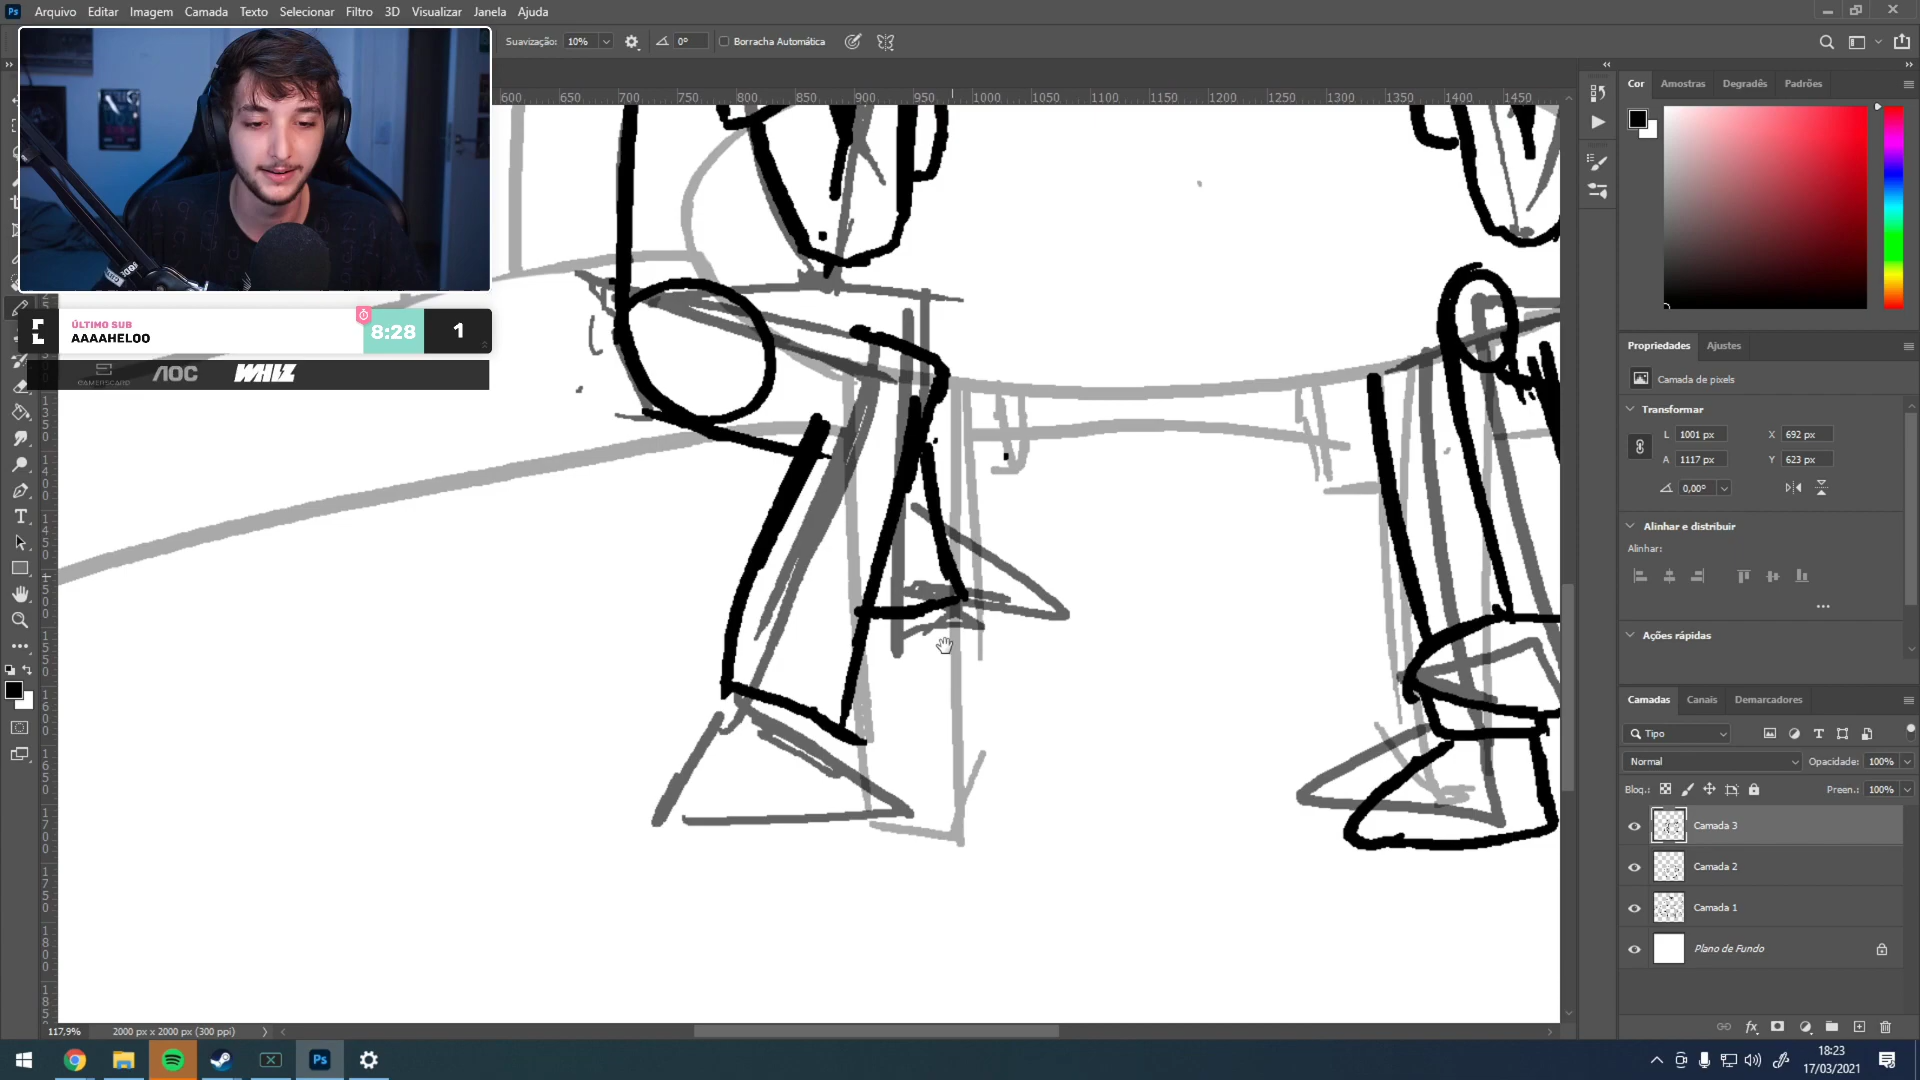 Ps Arquivo Editar Imagem Camada Texto Selecionar Filtro 3D Visualizar Janela Ajuda
Suavização: 10% 0° Borracha Automática
600 650 700 750 800 850 900 950 1000 1050 1100 1150 1200 1250 1300 1350 1400 1450
ÚLTIMO SUB
AAAAHELOO
8:28
1
GAMERSCARD AOC WHIZ
Cor Amostras Degradês Padrões
Propriedades Ajustes
Camada de pixels
Transformar
L 1001 px X 692 px
A 1117 px Y 623 px
0,00°
Alinhar e distribuir
Alinhar:
Ações rápidas
Camadas Canais Demarcadores
Tipo
Normal Opacidade: 100%
Bloq.: Preen.: 100%
Camada 3
Camada 2
Camada 1
Plano de Fundo
117,9% 2000 px x 2000 px (300 ppi)
Ps
18:23
17/03/2021